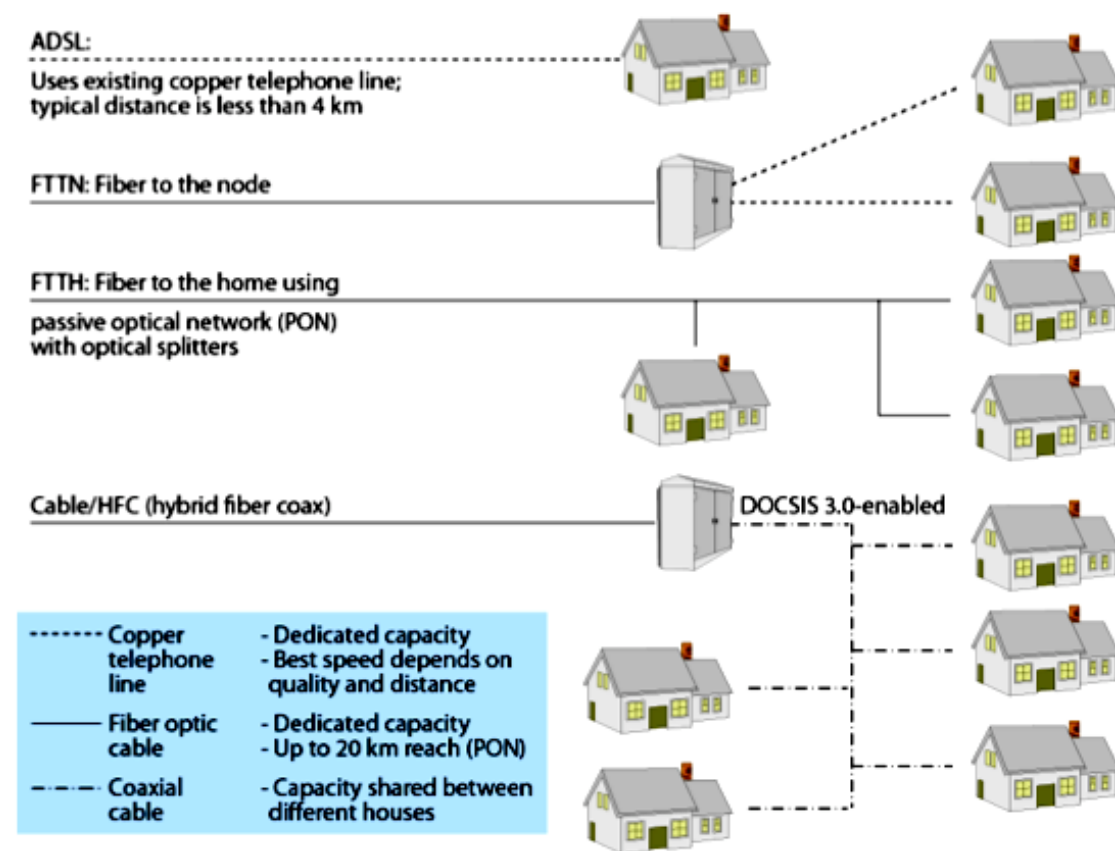 ADSL:
Uses existing copper telephone line;
typical distance is less than 4 km
FTTN: Fiber to the node
FTTH: Fiber to the home using
passive optical network (PON)
with optical splitters
Cable/HFC (hybrid fiber coax)
DOCSIS 3.0-enabled
Copper
telephone
line
- Dedicated capacity
- Best speed depends on
quality and distance
Fiber optic
cable
- Dedicated capacity
- Up to 20 km reach (PON)
Coaxial
cable
- Capacity shared between
different houses